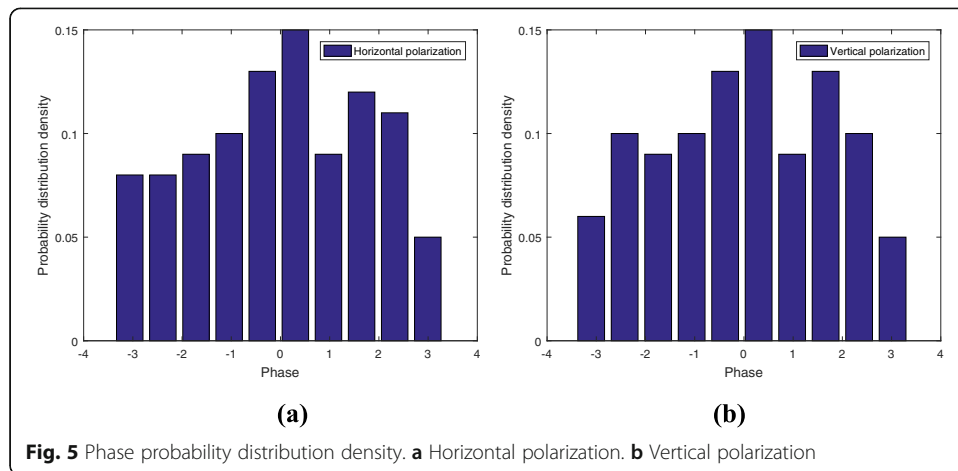 0.15
0.1
0.05
0
Probability distribution density
-4 -3 -2 -1 0 1 2 3 4
Phase
Horizontal polarization
(a)
0.15
0.1
0.05
0
Probability distribution density
-4 -3 -2 -1 0 1 2 3 4
Phase
Vertical polarization
(b)
Fig. 5 Phase probability distribution density. a Horizontal polarization. b Vertical polarization